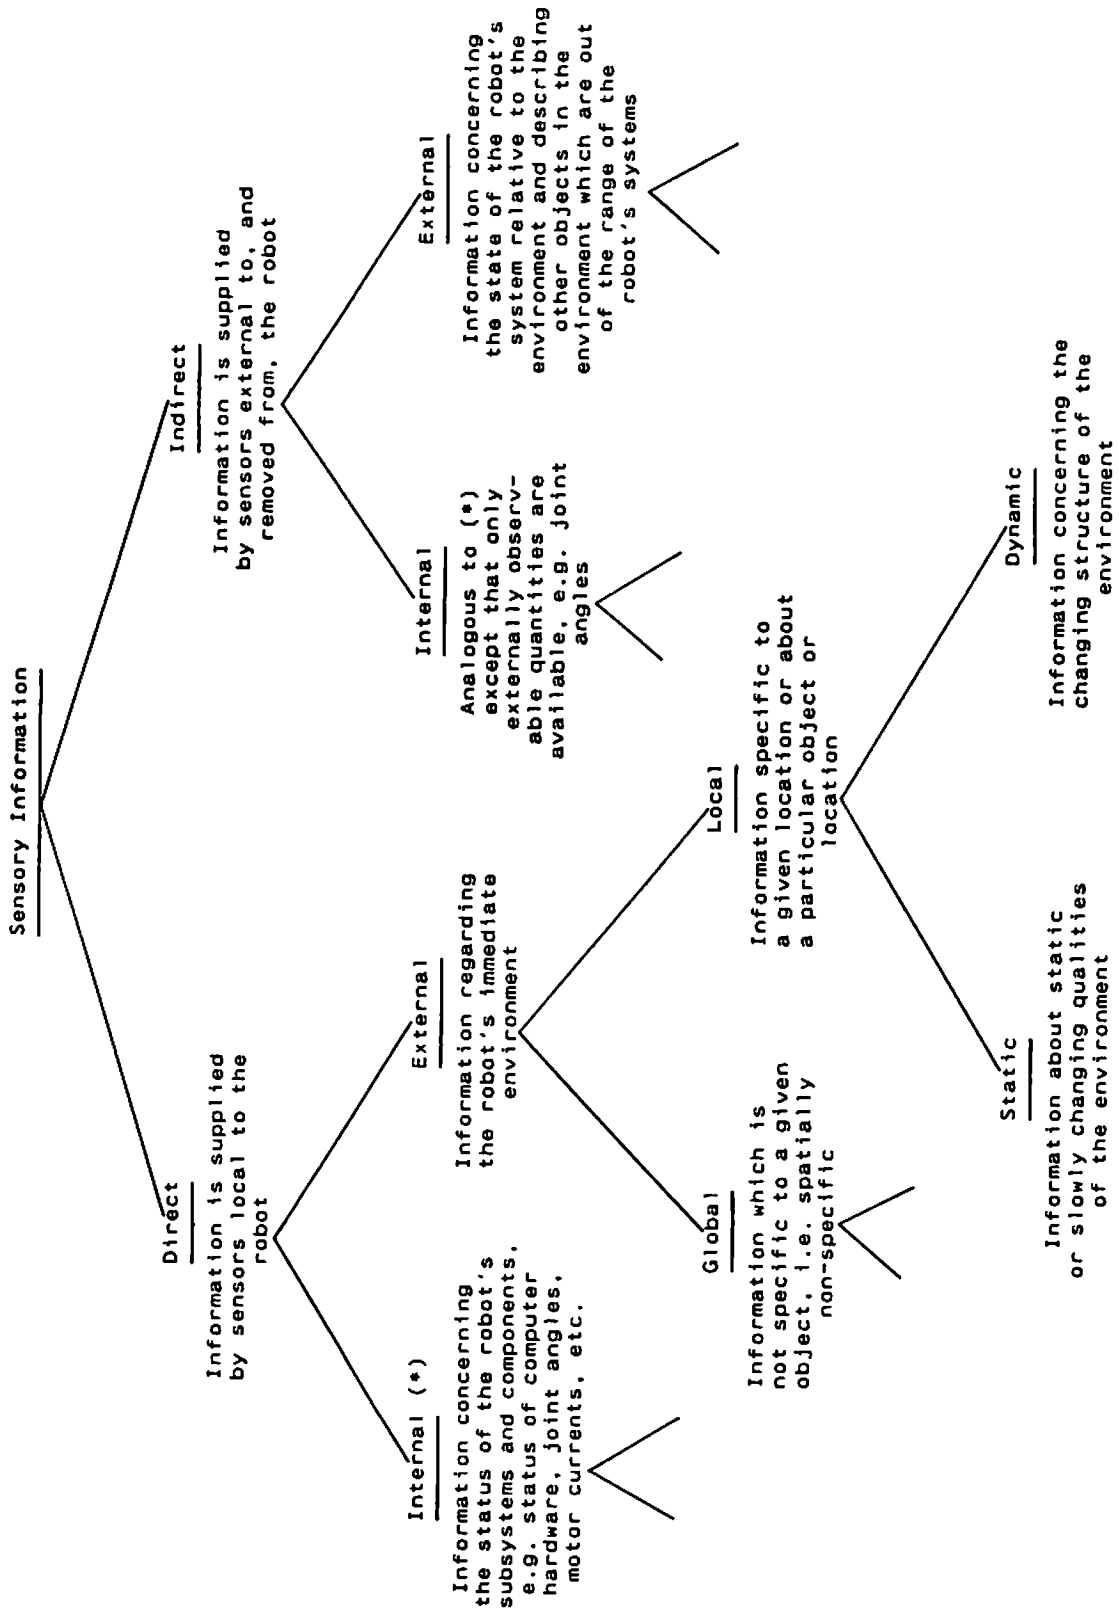 Sensory Information
Direct
Information is supplied
by sensors local to the
robot
Indirect
Information is supplied
by sensors external to, and
removed from, the robot
Internal (*)
Information concerning
the status of the robot's
subsystems and components,
e.g. status of computer
hardware, joint angles,
motor currents, etc.
External
Information regarding
the robot's immediate
environment
Internal
Analogous to (*)
except that only
externally observ-
able quantities are
available, e.g. joint
angles
External
Information concerning
the state of the robot's
system relative to the
environment and describing
other objects in the
environment which are out
of the range of the
robot's systems
Global
Information which is
not specific to a given
object, i.e. spatially
non-specific
Local
Information specific to
a given location or about
a particular object or
location
Static
Information about static
or slowly changing qualities
of the environment
Dynamic
Information concerning the
changing structure of the
environment